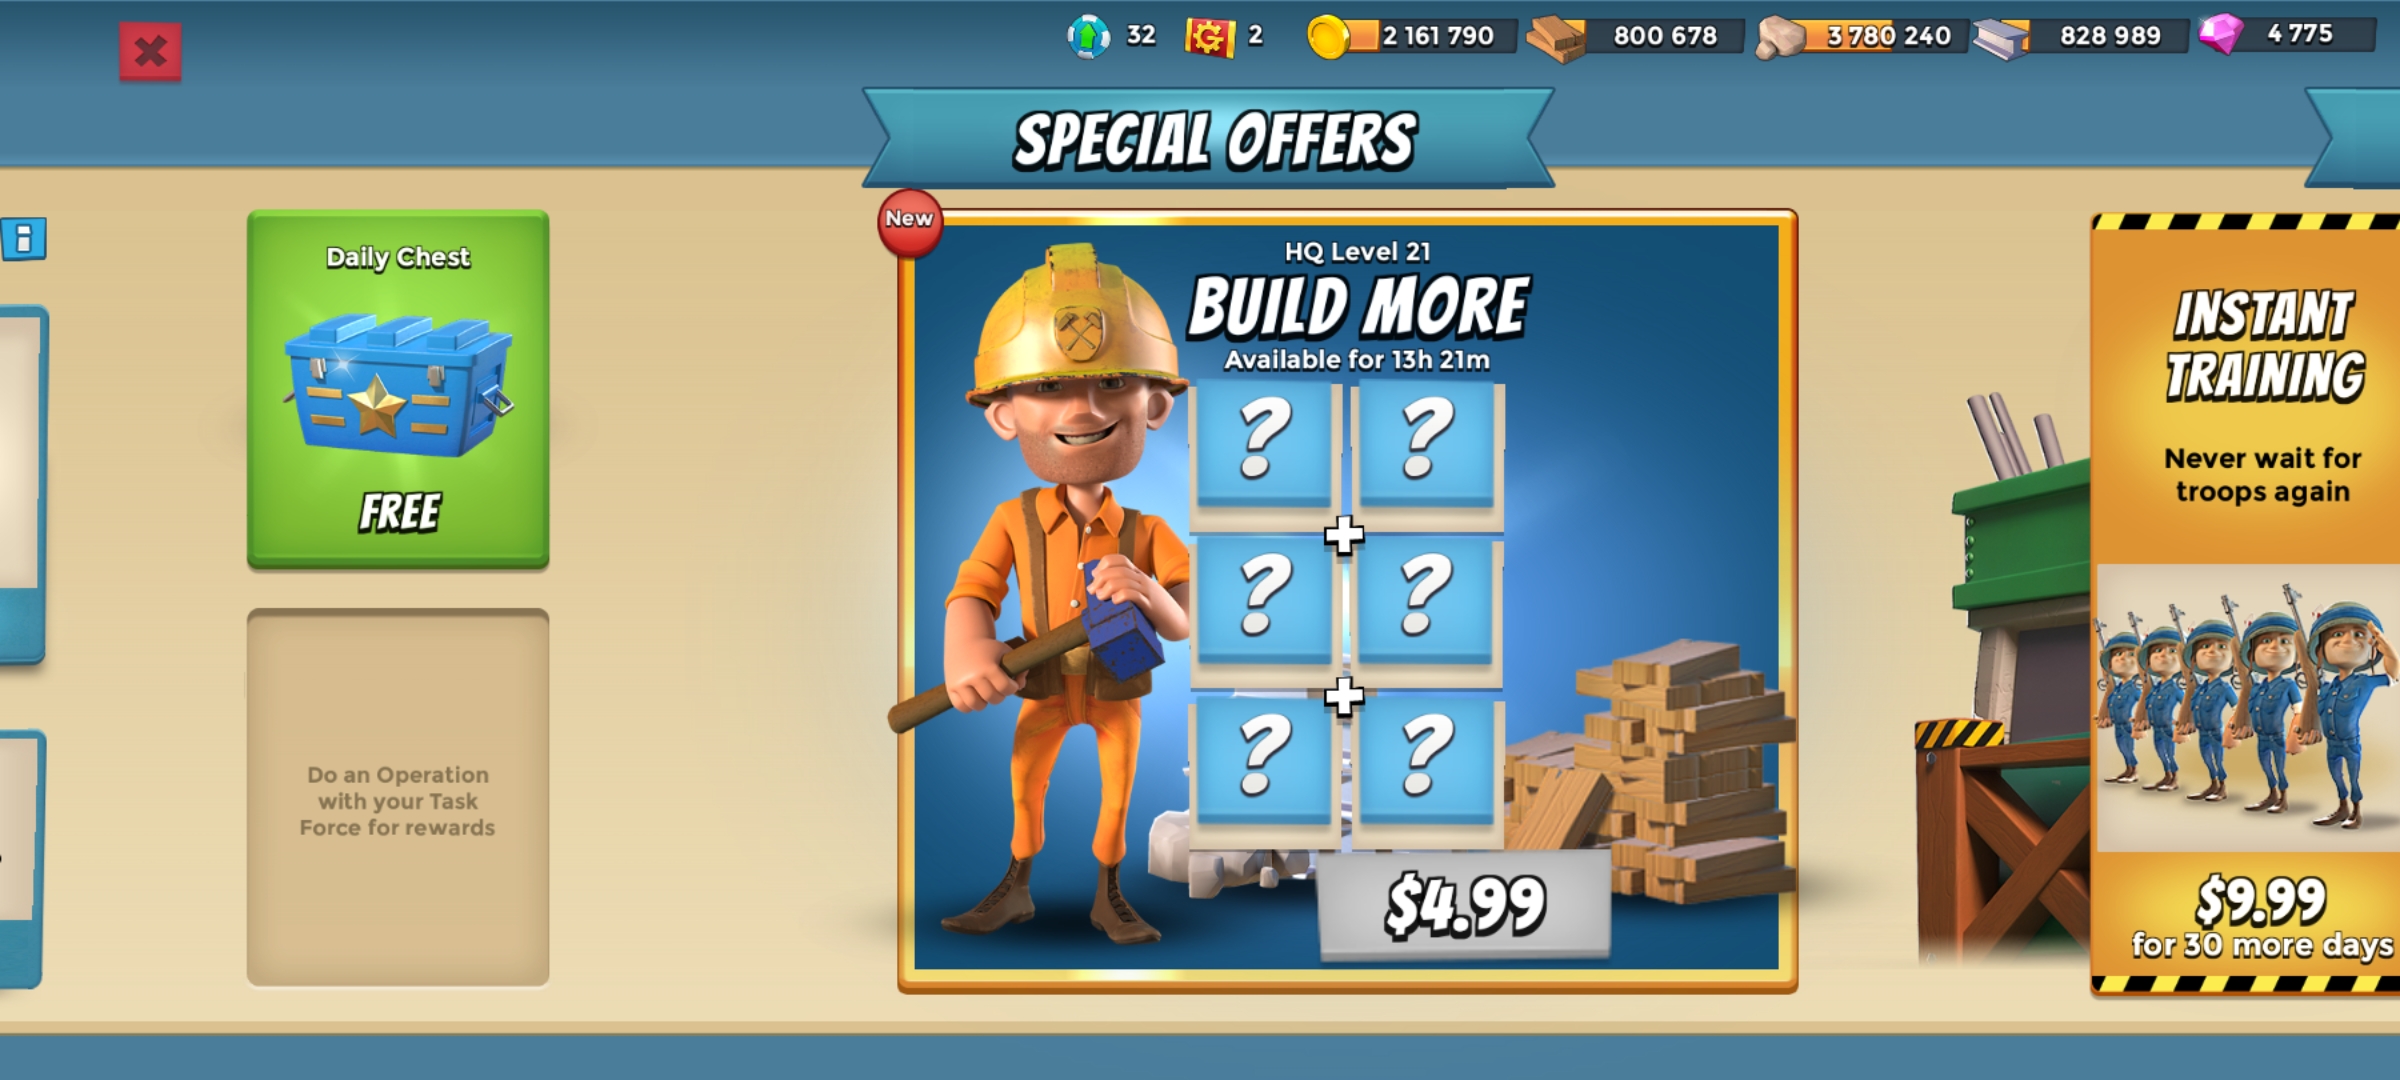 32
2
2 161 790
800 678
3 780 240
828 989
4 775
SPECIAL OFFERS
Daily Chest
FREE
Do an Operation
with your Task
Force for rewards
New
HQ Level 21
BUILD MORE
Available for 13h 21m
? ?
? ?
? ?
$4.99
INSTANT
TRAINING
Never wait for
troops again
$9.99
for 30 more days